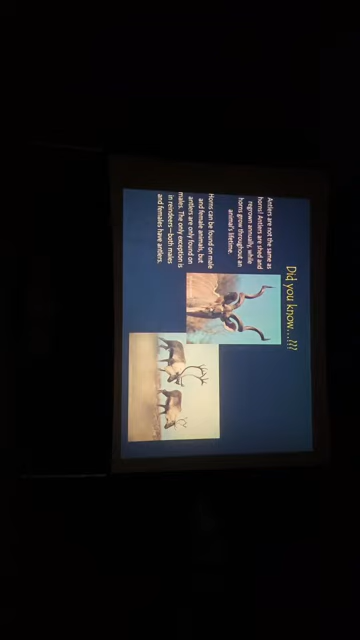 Did you know...!!!
Antlers are not the same as
horns! Antlers are shed aid
regrown annually, while
horns grow throughout an
animal's lifetime.
Horns can be found on male
and female animals, but
antlers are only found on
males. The only exception is
in reindeers—both males
and females have antlers.